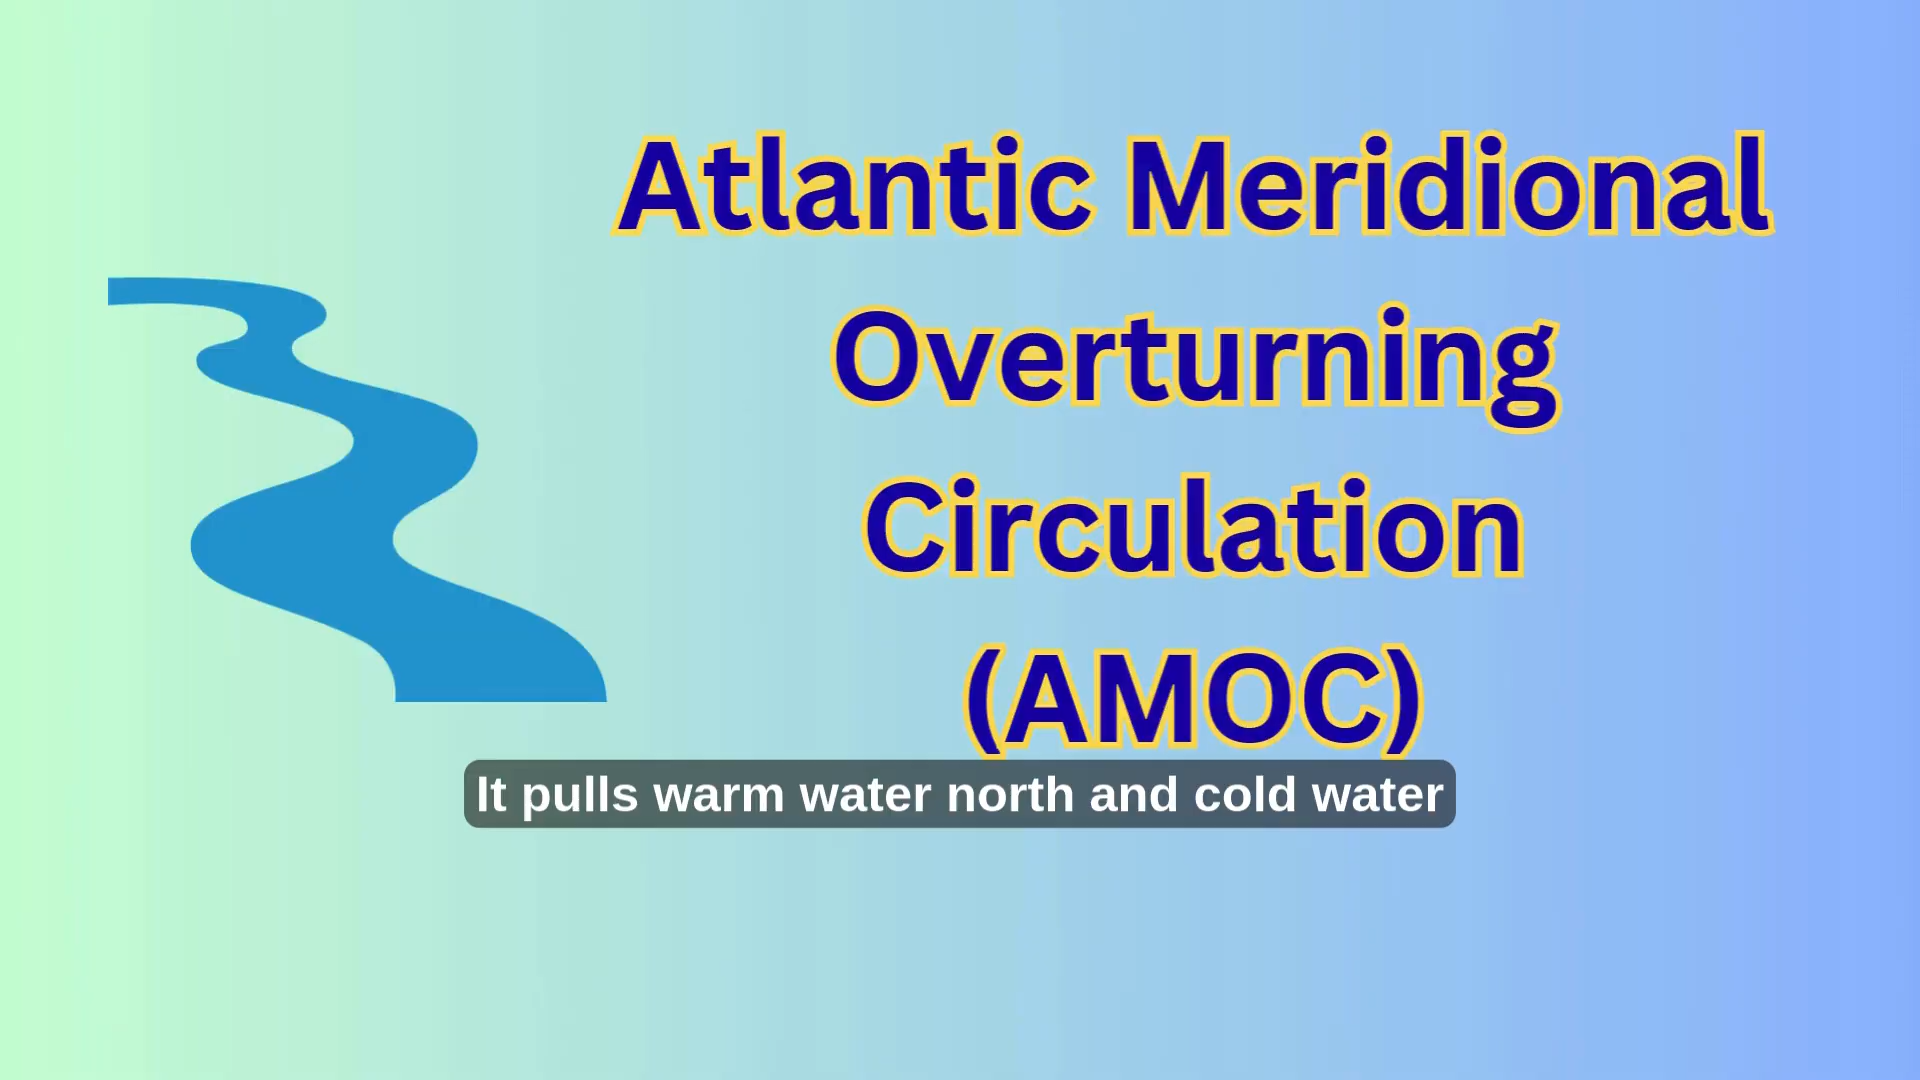 Atlantic Meridional
Overturning
Circulation
(AMOC)
It pulls warm water north and cold water